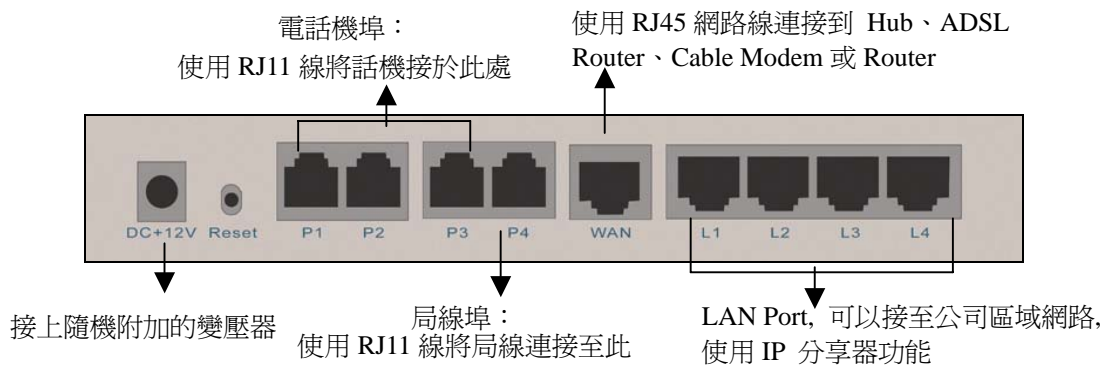 電話機埠：
使用 RJ11 線將話機接於此處
使用 RJ45 網路線連接到 Hub、ADSL
Router、Cable Modem 或 Router
DC+12V Reset P1 P2 P3 P4 WAN L1 L2 L3 L4
接上隨機附加的變壓器
局線埠：
使用 RJ11 線將局線連接至此
LAN Port, 可以接至公司區域網路,
使用 IP 分享器功能